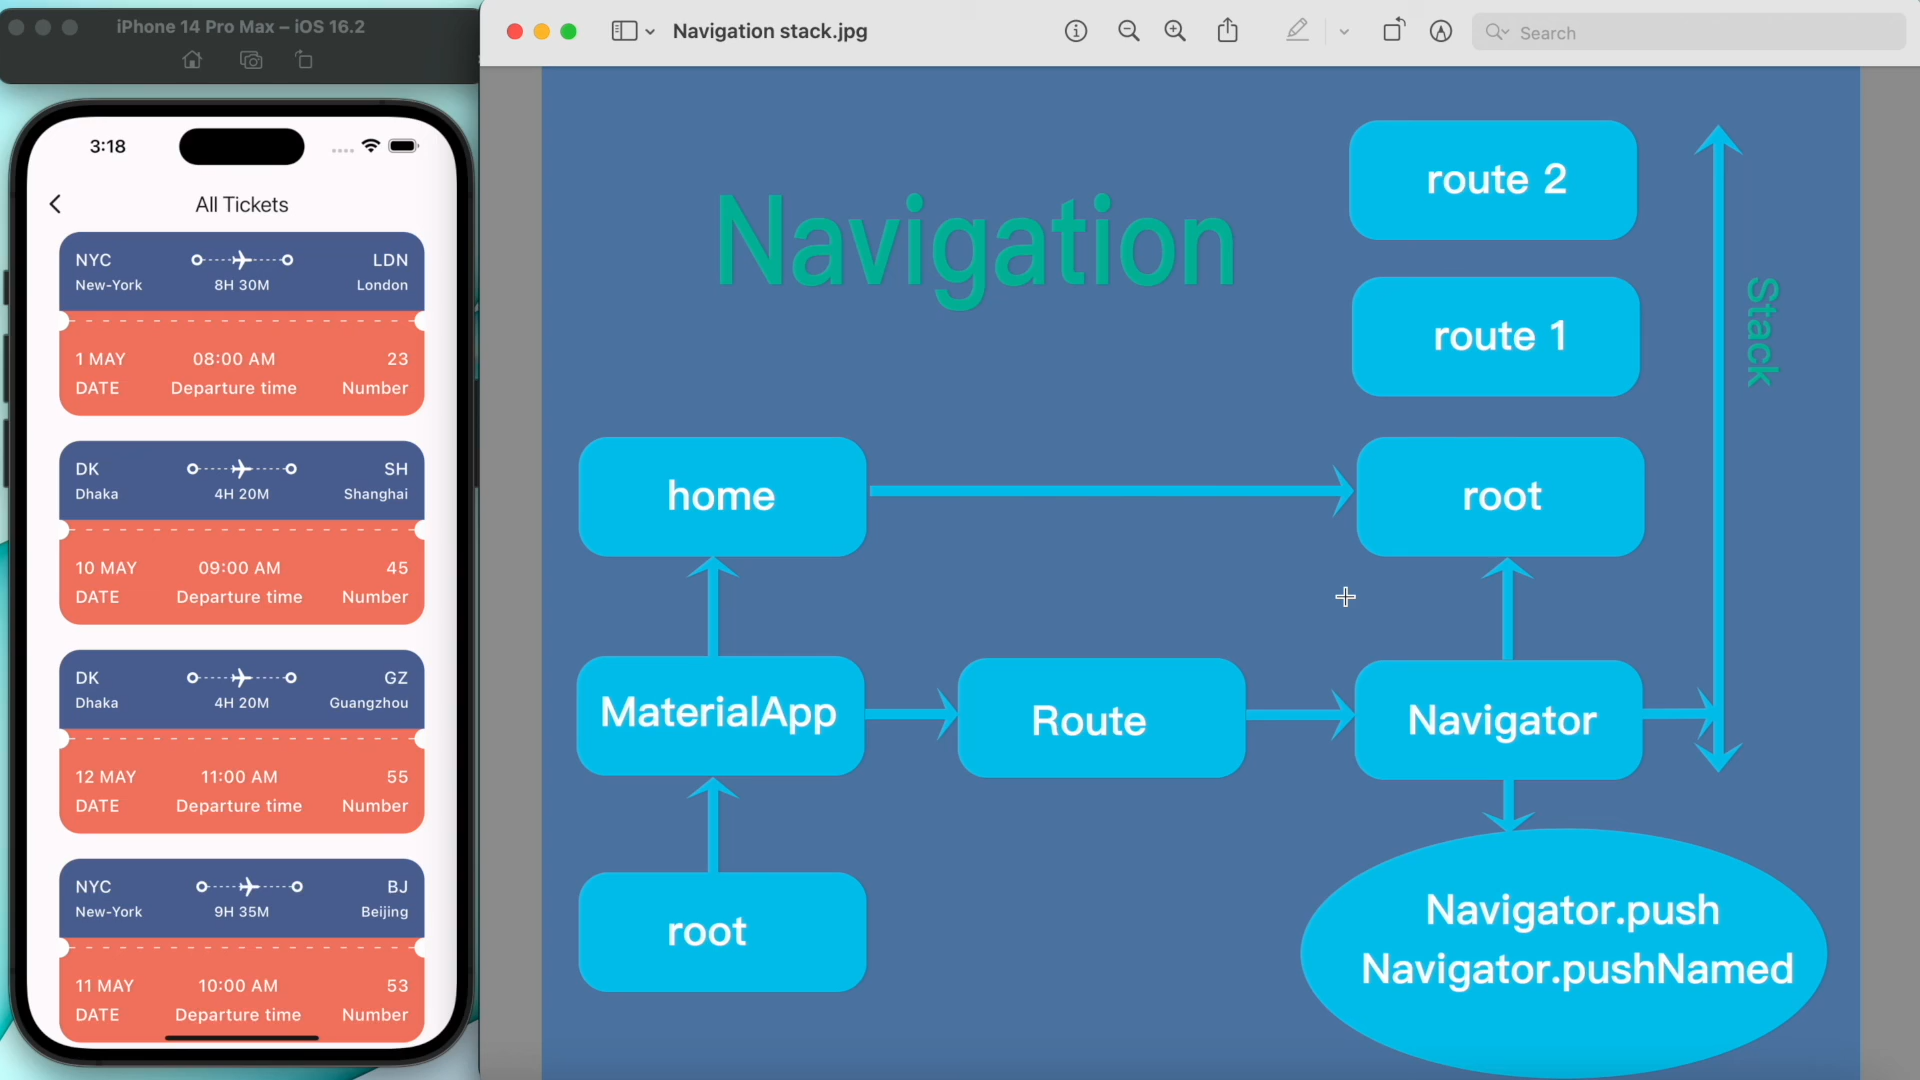 iPhone 14 Pro Max – iOS 16.2
3:18
All Tickets
NYC LDN
New-York 8H 30M London
1 MAY 08:00 AM 23
DATE Departure time Number
DK SH
Dhaka 4H 20M Shanghai
10 MAY 09:00 AM 45
DATE Departure time Number
DK GZ
Dhaka 4H 20M Guangzhou
12 MAY 11:00 AM 55
DATE Departure time Number
NYC BJ
New-York 9H 35M Beijing
11 MAY 10:00 AM 53
DATE Departure time Number
Navigation stack.jpg
Search
Navigation
route 2
route 1
Stack
home
root
MaterialApp
Route
Navigator
root
Navigator.push
Navigator.pushNamed